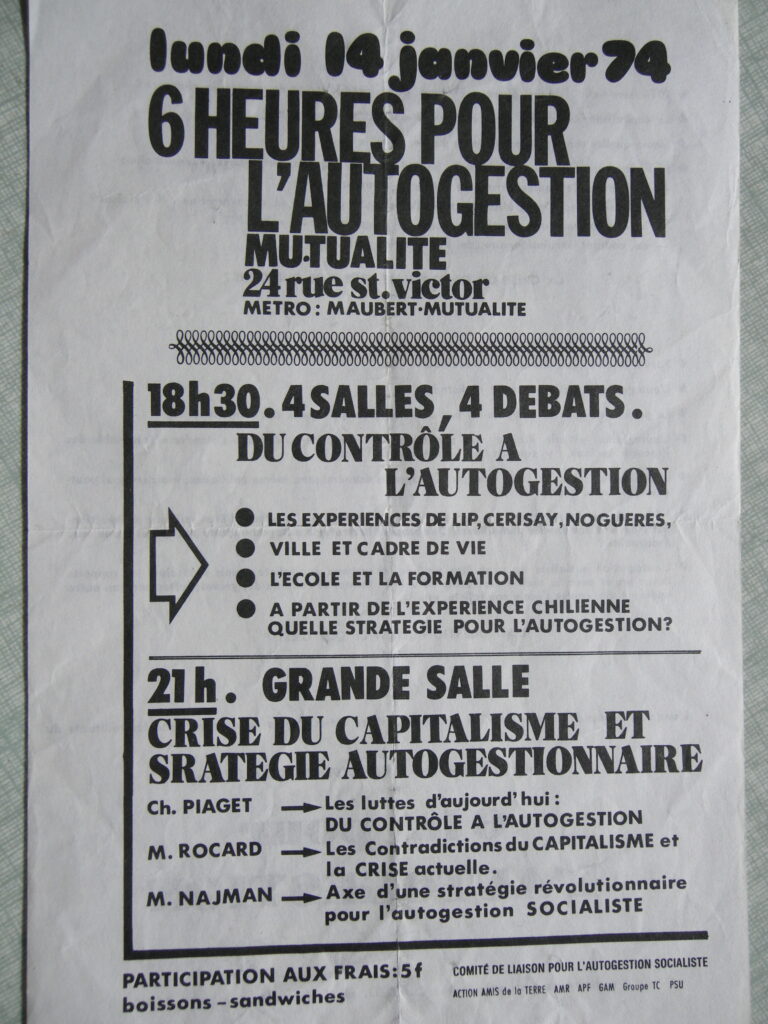 lundi 14 janvier 74
6 HEURES POUR
L'AUTOGESTION
MUTUALITE
24 rue st. victor
METRO : MAUBERT·MUTUALITE
18h30. 4 SALLES, 4 DEBATS.
DU CONTRÔLE A
L'AUTOGESTION
● LES EXPERIENCES DE LIP, CERISAY, NOGUERES,
● VILLE ET CADRE DE VIE
● L'ECOLE ET LA FORMATION
● A PARTIR DE L'EXPERIENCE CHILIENNE
QUELLE STRATEGIE POUR L'AUTOGESTION?
21h. GRANDE SALLE
CRISE DU CAPITALISME ET
SRATEGIE AUTOGESTIONNAIRE
Ch. PIAGET → Les luttes d'aujourd'hui :
DU CONTRÔLE A L'AUTOGESTION
M. ROCARD → Les Contradictions du CAPITALISME et
la CRISE actuelle.
M. NAJMAN → Axe d'une stratégie révolutionnaire
pour l'autogestion SOCIALISTE
PARTICIPATION AUX FRAIS : 5 f
boissons - sandwiches
COMITÉ DE LIAISON POUR L'AUTOGESTION SOCIALISTE
ACTION AMIS de la TERRE AMR APF GAM Groupe TC PSU